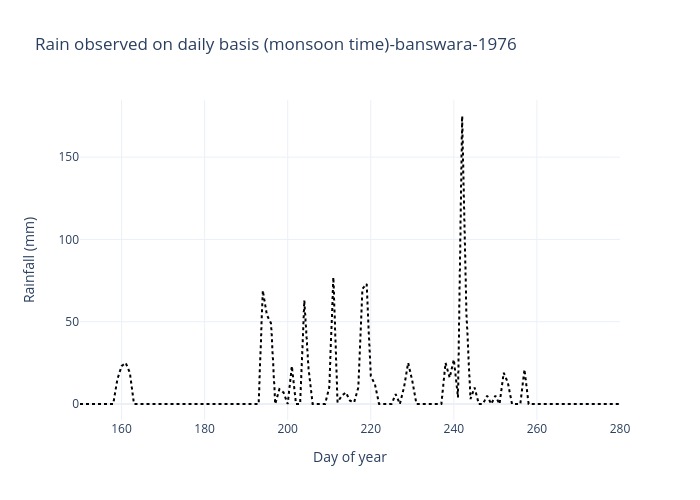 Rain observed on daily basis (monsoon time)-banswara-1976
150
100
50
0
Rainfall (mm)
160 180 200 220 240 260 280
Day of year